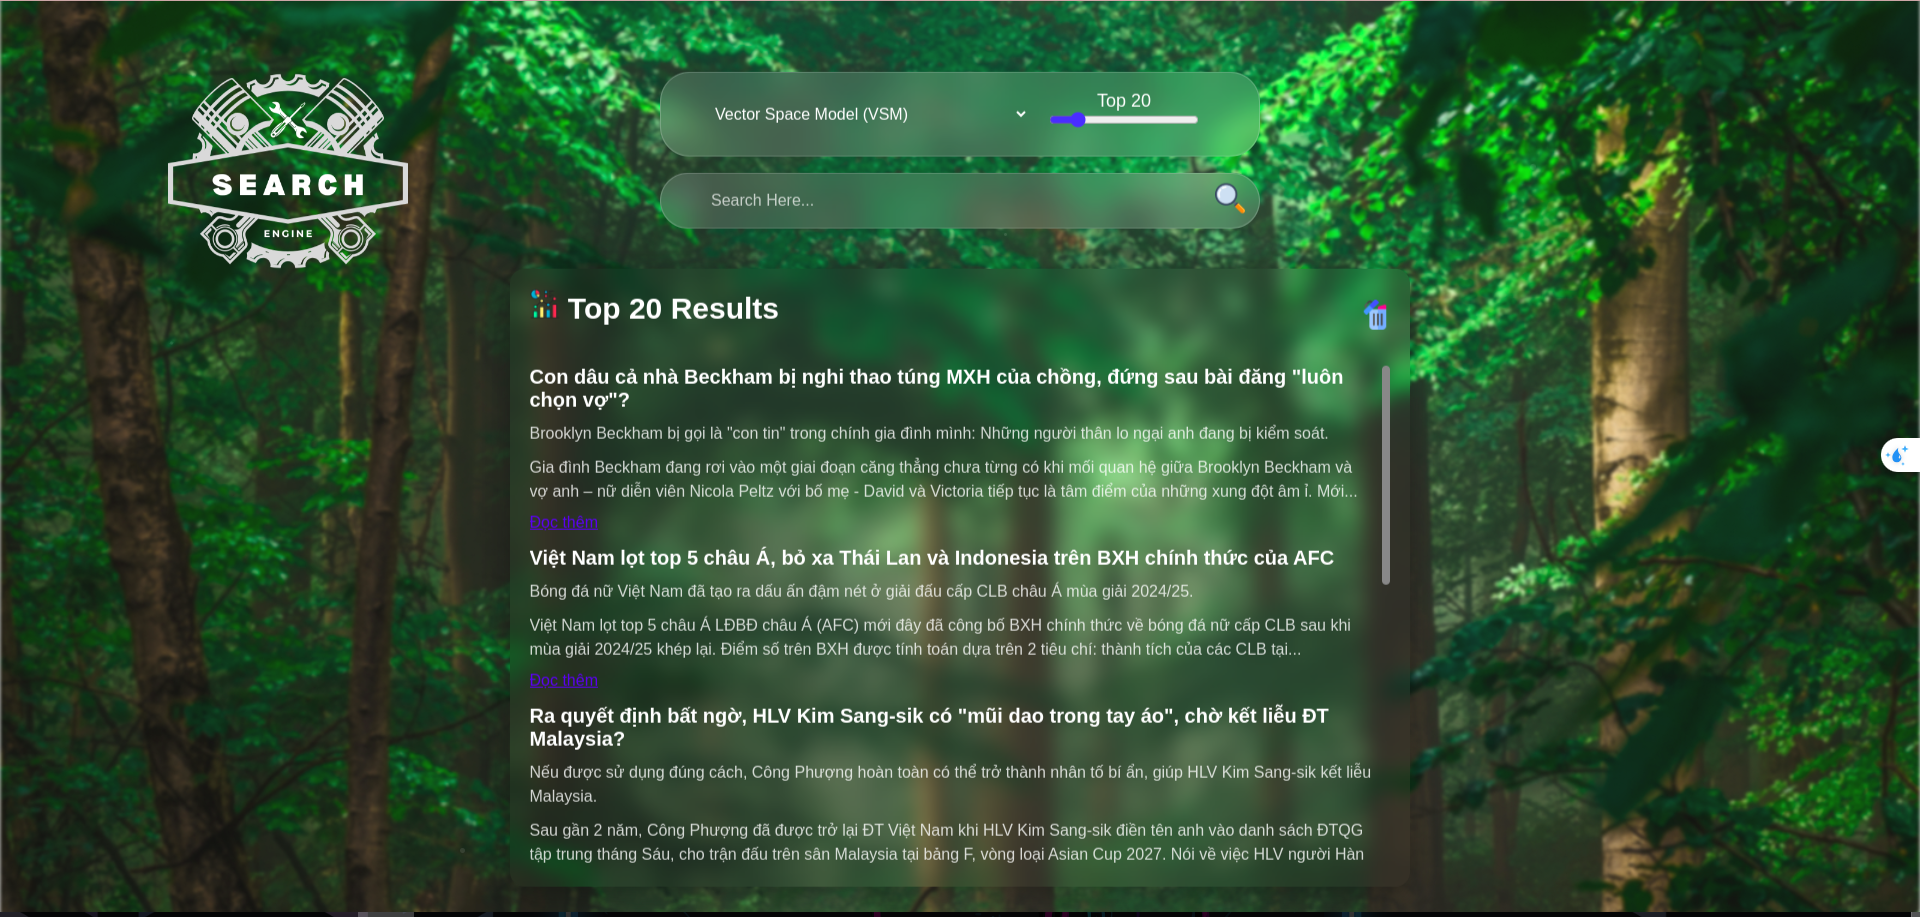 SEARCH
ENGINE
Vector Space Model (VSM)
Top 20
Search Here...
Top 20 Results
Con dâu cả nhà Beckham bị nghi thao túng MXH của chồng, đứng sau bài đăng "luôn
chọn vợ"?
Brooklyn Beckham bị gọi là "con tin" trong chính gia đình mình: Những người thân lo ngại anh đang bị kiểm soát.
Gia đình Beckham đang rơi vào một giai đoạn căng thẳng chưa từng có khi mối quan hệ giữa Brooklyn Beckham và
vợ anh – nữ diễn viên Nicola Peltz với bố mẹ - David và Victoria tiếp tục là tâm điểm của những xung đột âm ỉ. Mới...
Đọc thêm
Việt Nam lọt top 5 châu Á, bỏ xa Thái Lan và Indonesia trên BXH chính thức của AFC
Bóng đá nữ Việt Nam đã tạo ra dấu ấn đậm nét ở giải đấu cấp CLB châu Á mùa giải 2024/25.
Việt Nam lọt top 5 châu Á LĐBĐ châu Á (AFC) mới đây đã công bố BXH chính thức về bóng đá nữ cấp CLB sau khi
mùa giải 2024/25 khép lại. Điểm số trên BXH được tính toán dựa trên 2 tiêu chí: thành tích của các CLB tại...
Đọc thêm
Ra quyết định bất ngờ, HLV Kim Sang-sik có "mũi dao trong tay áo", chờ kết liễu ĐT
Malaysia?
Nếu được sử dụng đúng cách, Công Phượng hoàn toàn có thể trở thành nhân tố bí ẩn, giúp HLV Kim Sang-sik kết liễu
Malaysia.
Sau gần 2 năm, Công Phượng đã được trở lại ĐT Việt Nam khi HLV Kim Sang-sik điền tên anh vào danh sách ĐTQG
tập trung tháng Sáu, cho trận đấu trên sân Malaysia tại bảng F, vòng loại Asian Cup 2027. Nói về việc HLV người Hàn